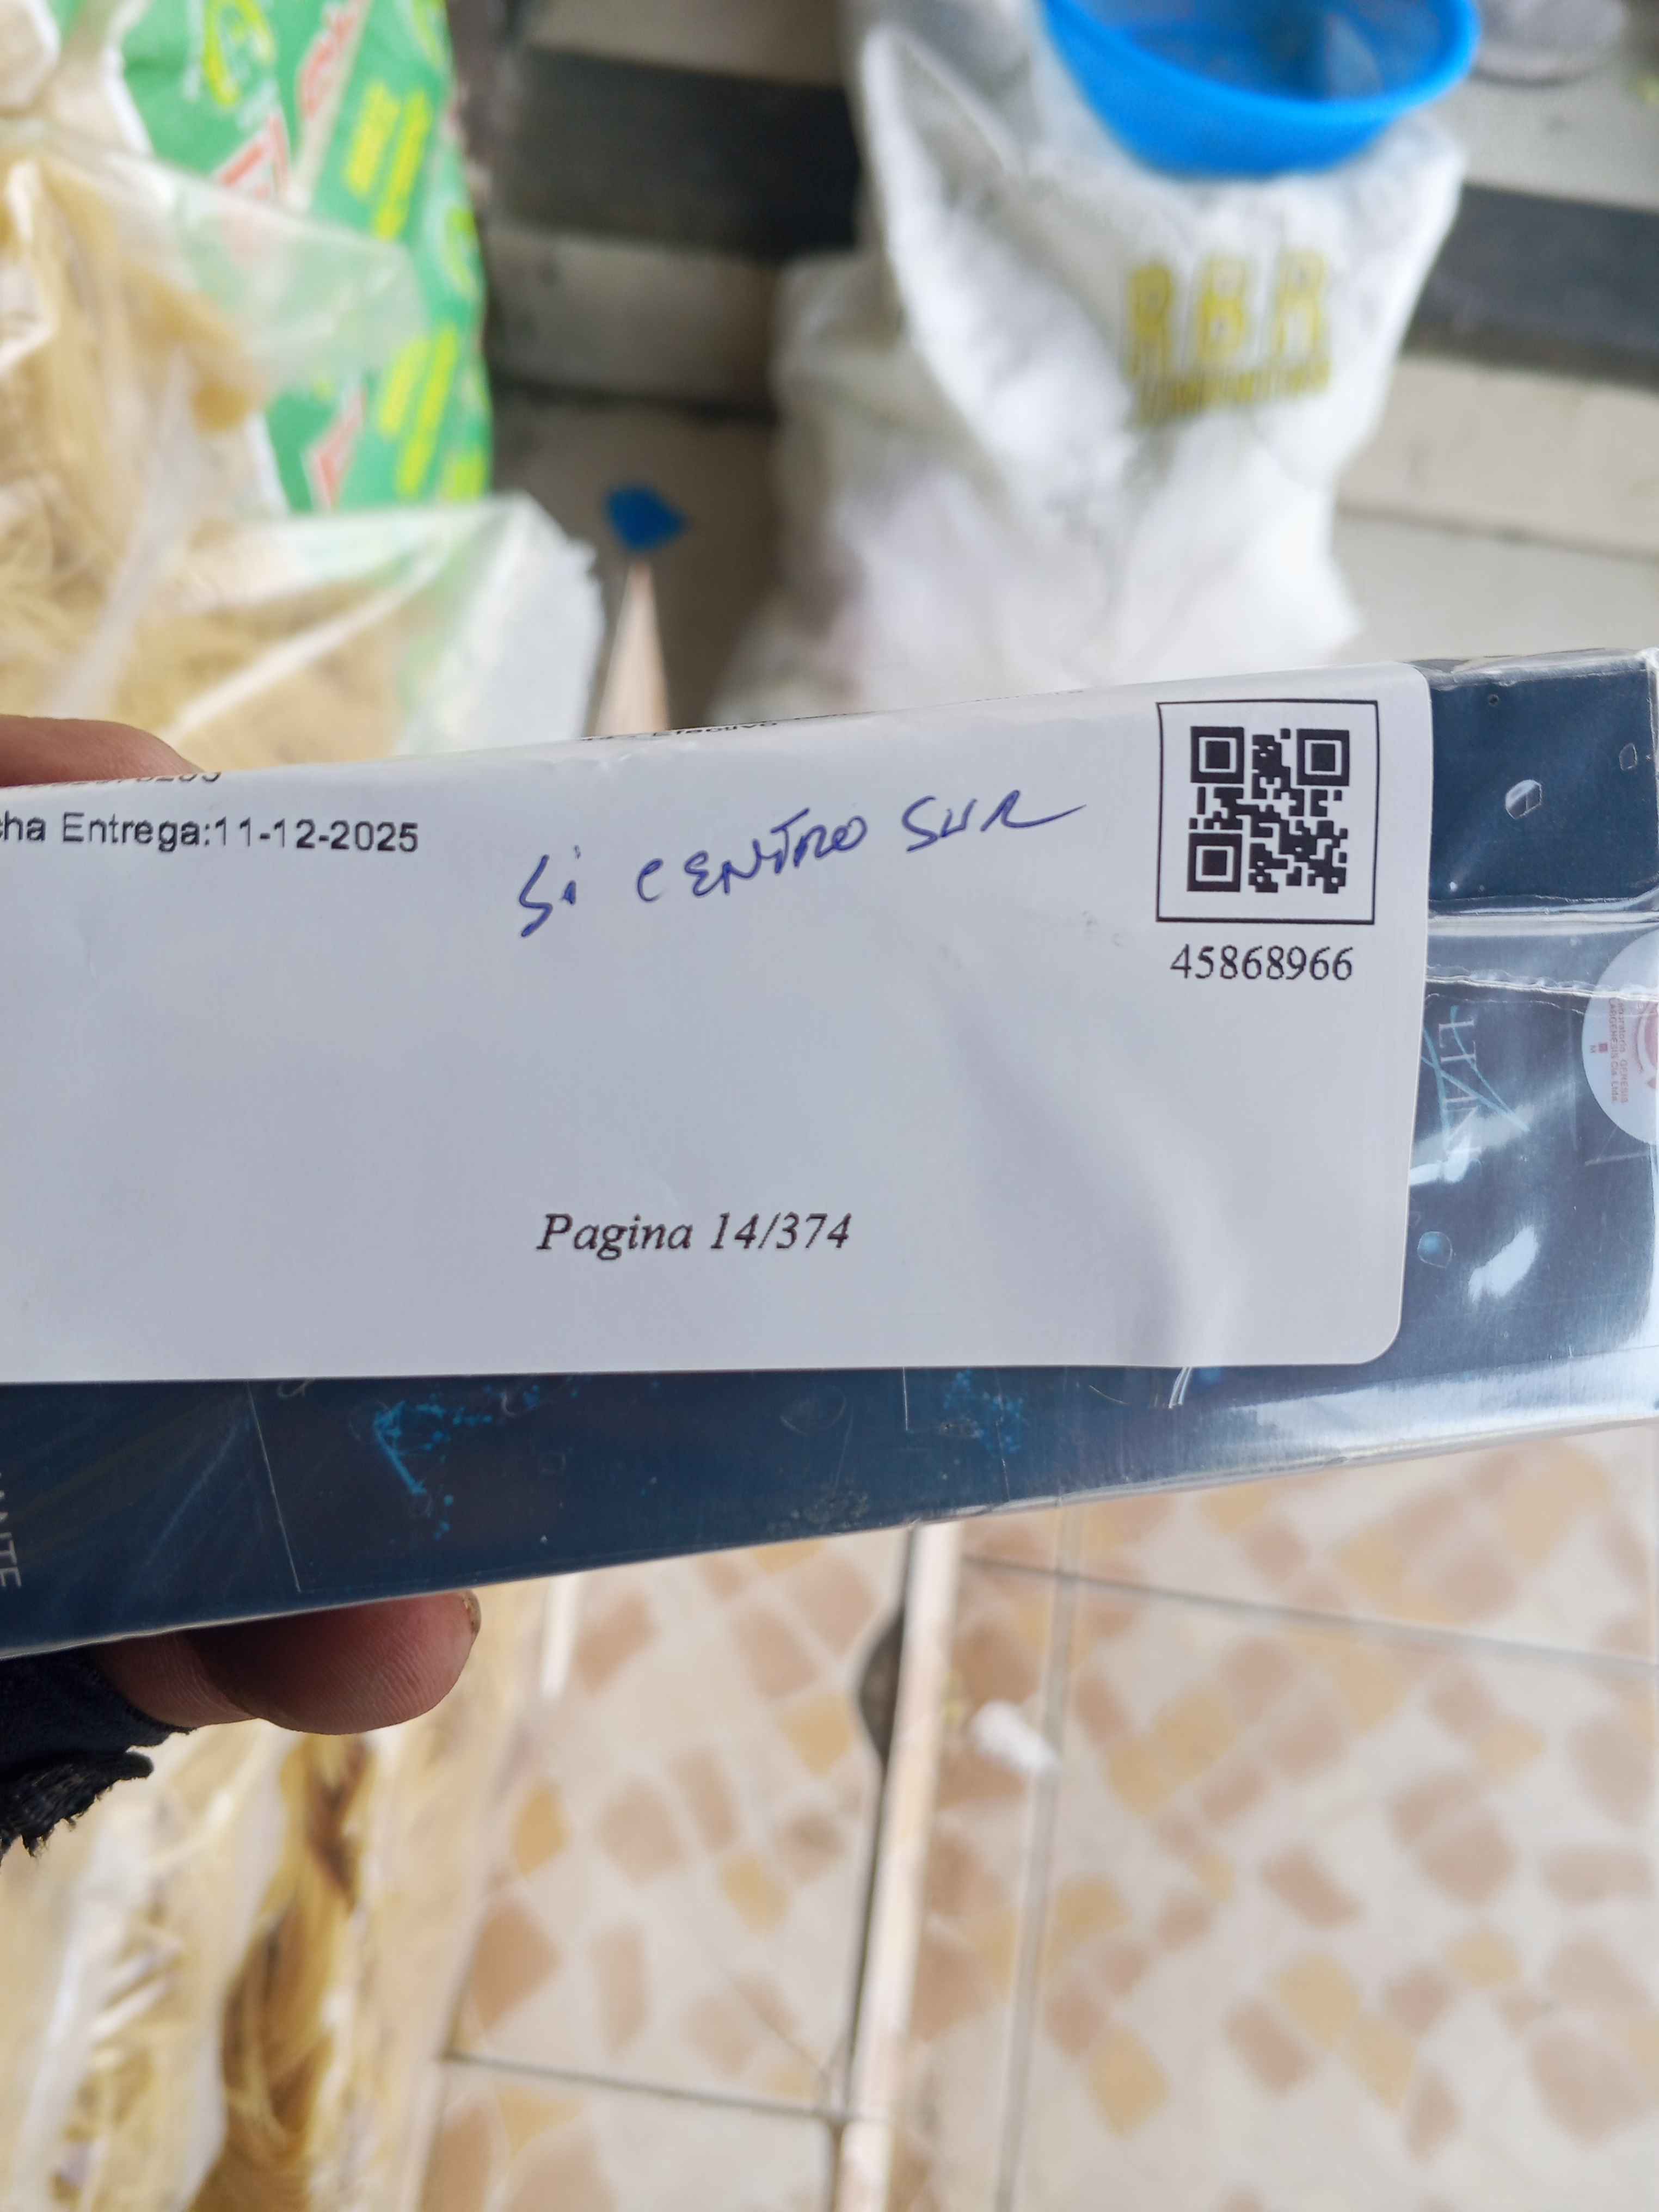 R.B.R
cha Entrega:11-12-2025
Si CENTRO SUR
45868966
Pagina 14/374